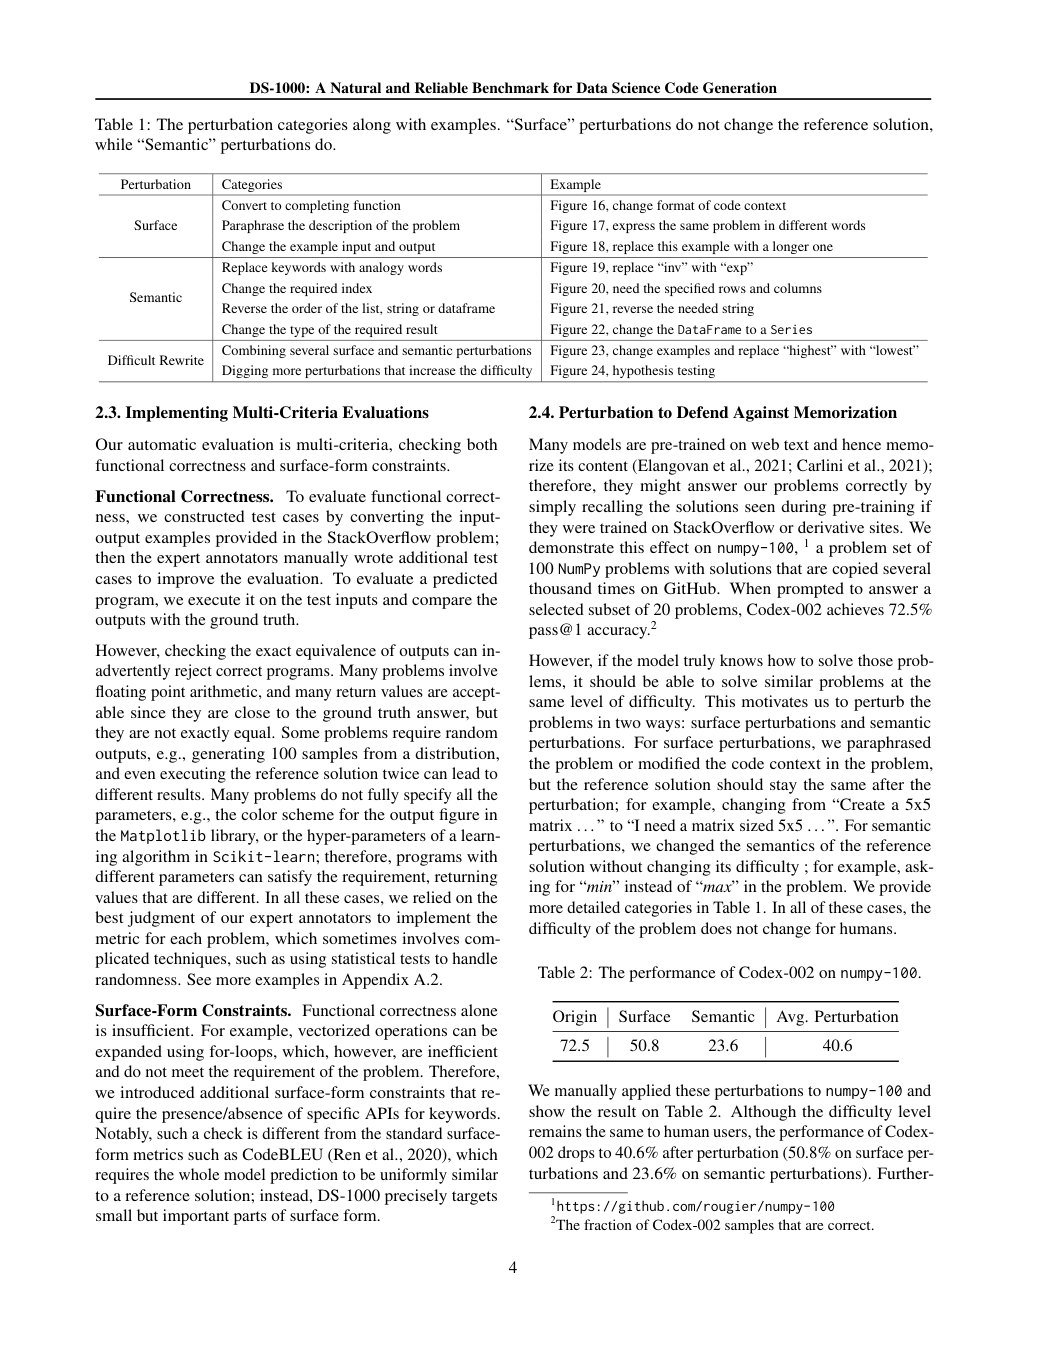 DS-1000: A Natural and Reliable Benchmark for Data Science Code Generation
Table 1: The perturbation categories along with examples. “Surface” perturbations do not change the reference solution,
while “Semantic” perturbations do.
Perturbation Categories Example
Surface
Convert to completing function Figure 16, change format of code context
Paraphrase the description of the problem Figure 17, express the same problem in different words
Change the example input and output Figure 18, replace this example with a longer one
Semantic
Replace keywords with analogy words Figure 19, replace “inv” with “exp”
Change the required index Figure 20, need the specified rows and columns
Reverse the order of the list, string or dataframe Figure 21, reverse the needed string
Change the type of the required result Figure 22, change the DataFrame to a Series
Difficult Rewrite
Combining several surface and semantic perturbations Figure 23, change examples and replace “highest” with “lowest”
Digging more perturbations that increase the difficulty Figure 24, hypothesis testing
2.3. Implementing Multi-Criteria Evaluations
Our automatic evaluation is multi-criteria, checking both
functional correctness and surface-form constraints.
Functional Correctness. To evaluate functional correct-
ness, we constructed test cases by converting the input-
output examples provided in the StackOverflow problem;
then the expert annotators manually wrote additional test
cases to improve the evaluation. To evaluate a predicted
program, we execute it on the test inputs and compare the
outputs with the ground truth.
However, checking the exact equivalence of outputs can in-
advertently reject correct programs. Many problems involve
floating point arithmetic, and many return values are accept-
able since they are close to the ground truth answer, but
they are not exactly equal. Some problems require random
outputs, e.g., generating 100 samples from a distribution,
and even executing the reference solution twice can lead to
different results. Many problems do not fully specify all the
parameters, e.g., the color scheme for the output figure in
the Matplotlib library, or the hyper-parameters of a learn-
ing algorithm in Scikit-learn; therefore, programs with
different parameters can satisfy the requirement, returning
values that are different. In all these cases, we relied on the
best judgment of our expert annotators to implement the
metric for each problem, which sometimes involves com-
plicated techniques, such as using statistical tests to handle
randomness. See more examples in Appendix A.2.
Surface-Form Constraints. Functional correctness alone
is insufficient. For example, vectorized operations can be
expanded using for-loops, which, however, are inefficient
and do not meet the requirement of the problem. Therefore,
we introduced additional surface-form constraints that re-
quire the presence/absence of specific APIs for keywords.
Notably, such a check is different from the standard surface-
form metrics such as CodeBLEU (Ren et al., 2020), which
requires the whole model prediction to be uniformly similar
to a reference solution; instead, DS-1000 precisely targets
small but important parts of surface form.
2.4. Perturbation to Defend Against Memorization
Many models are pre-trained on web text and hence memo-
rize its content (Elangovan et al., 2021; Carlini et al., 2021);
therefore, they might answer our problems correctly by
simply recalling the solutions seen during pre-training if
they were trained on StackOverflow or derivative sites. We
demonstrate this effect on numpy-100, 1 a problem set of
100 NumPy problems with solutions that are copied several
thousand times on GitHub. When prompted to answer a
selected subset of 20 problems, Codex-002 achieves 72.5%
pass@1 accuracy.2
However, if the model truly knows how to solve those prob-
lems, it should be able to solve similar problems at the
same level of difficulty. This motivates us to perturb the
problems in two ways: surface perturbations and semantic
perturbations. For surface perturbations, we paraphrased
the problem or modified the code context in the problem,
but the reference solution should stay the same after the
perturbation; for example, changing from “Create a 5x5
matrix ...” to “I need a matrix sized 5x5 ...”. For semantic
perturbations, we changed the semantics of the reference
solution without changing its difficulty ; for example, ask-
ing for “min” instead of “max” in the problem. We provide
more detailed categories in Table 1. In all of these cases, the
difficulty of the problem does not change for humans.
Table 2: The performance of Codex-002 on numpy-100.
Origin Surface Semantic Avg. Perturbation
72.5 50.8 23.6 40.6
We manually applied these perturbations to numpy-100 and
show the result on Table 2. Although the difficulty level
remains the same to human users, the performance of Codex-
002 drops to 40.6% after perturbation (50.8% on surface per-
turbations and 23.6% on semantic perturbations). Further-
1https://github.com/rougier/numpy-100
2The fraction of Codex-002 samples that are correct.
4